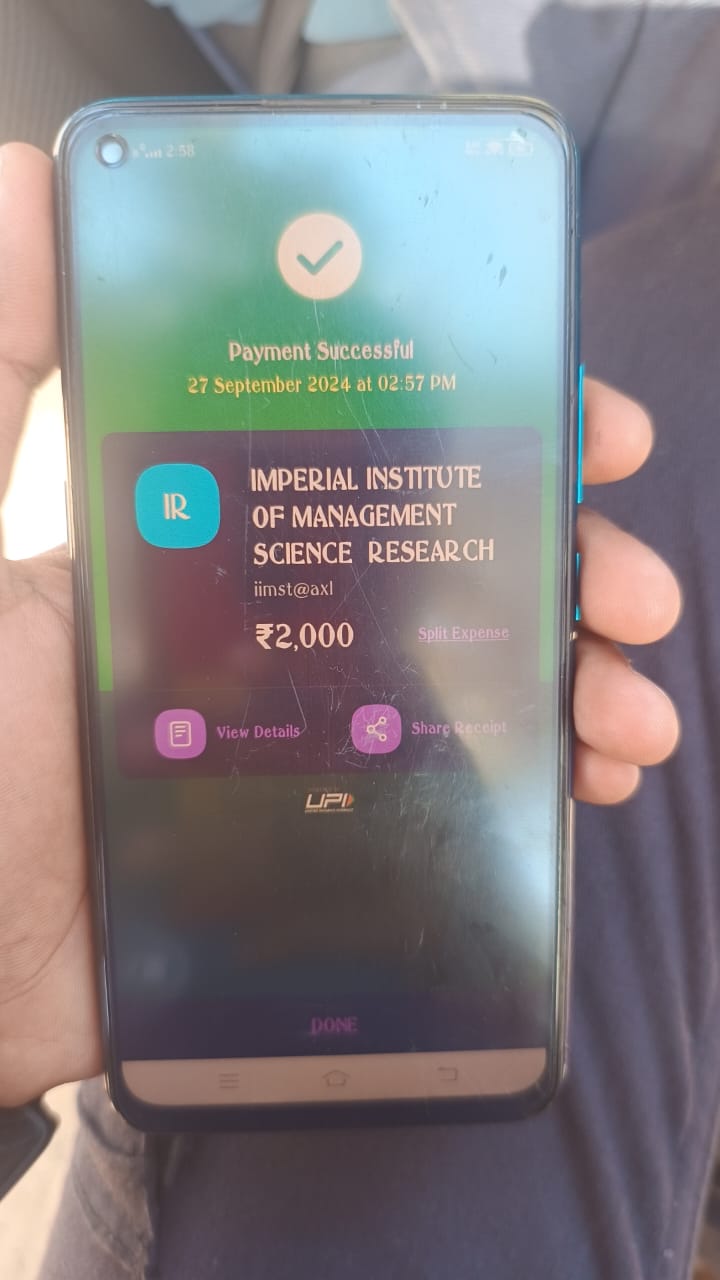 2:58
Payment Successful
27 September 2024 at 02:57 PM
IR
IMPERIAL INSTITUTE
OF MANAGEMENT
SCIENCE RESEARCH
iimst@axl
₹2,000
Split Expense
View Details
Share Receipt
UPI
DONE